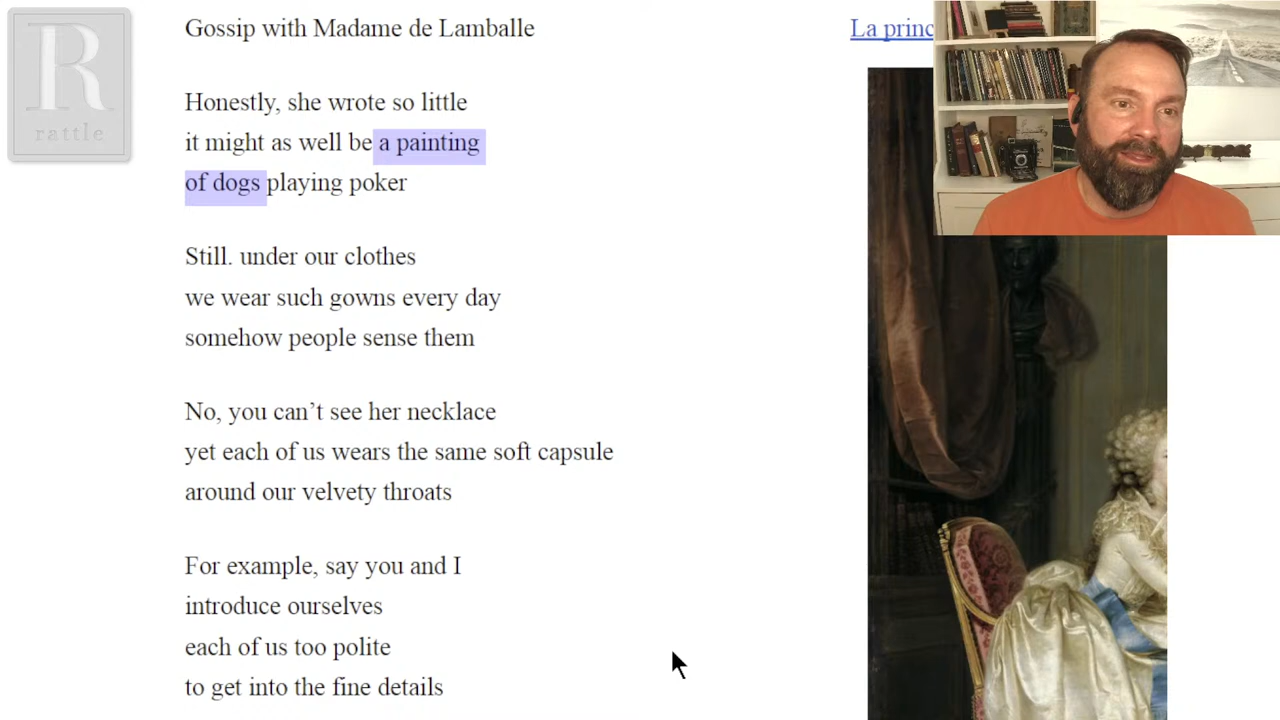 R
rattle
Gossip with Madame de Lamballe
La princ
Honestly, she wrote so little
it might as well be a painting
of dogs playing poker
Still. under our clothes
we wear such gowns every day
somehow people sense them
No, you can’t see her necklace
yet each of us wears the same soft capsule
around our velvety throats
For example, say you and I
introduce ourselves
each of us too polite
to get into the fine details